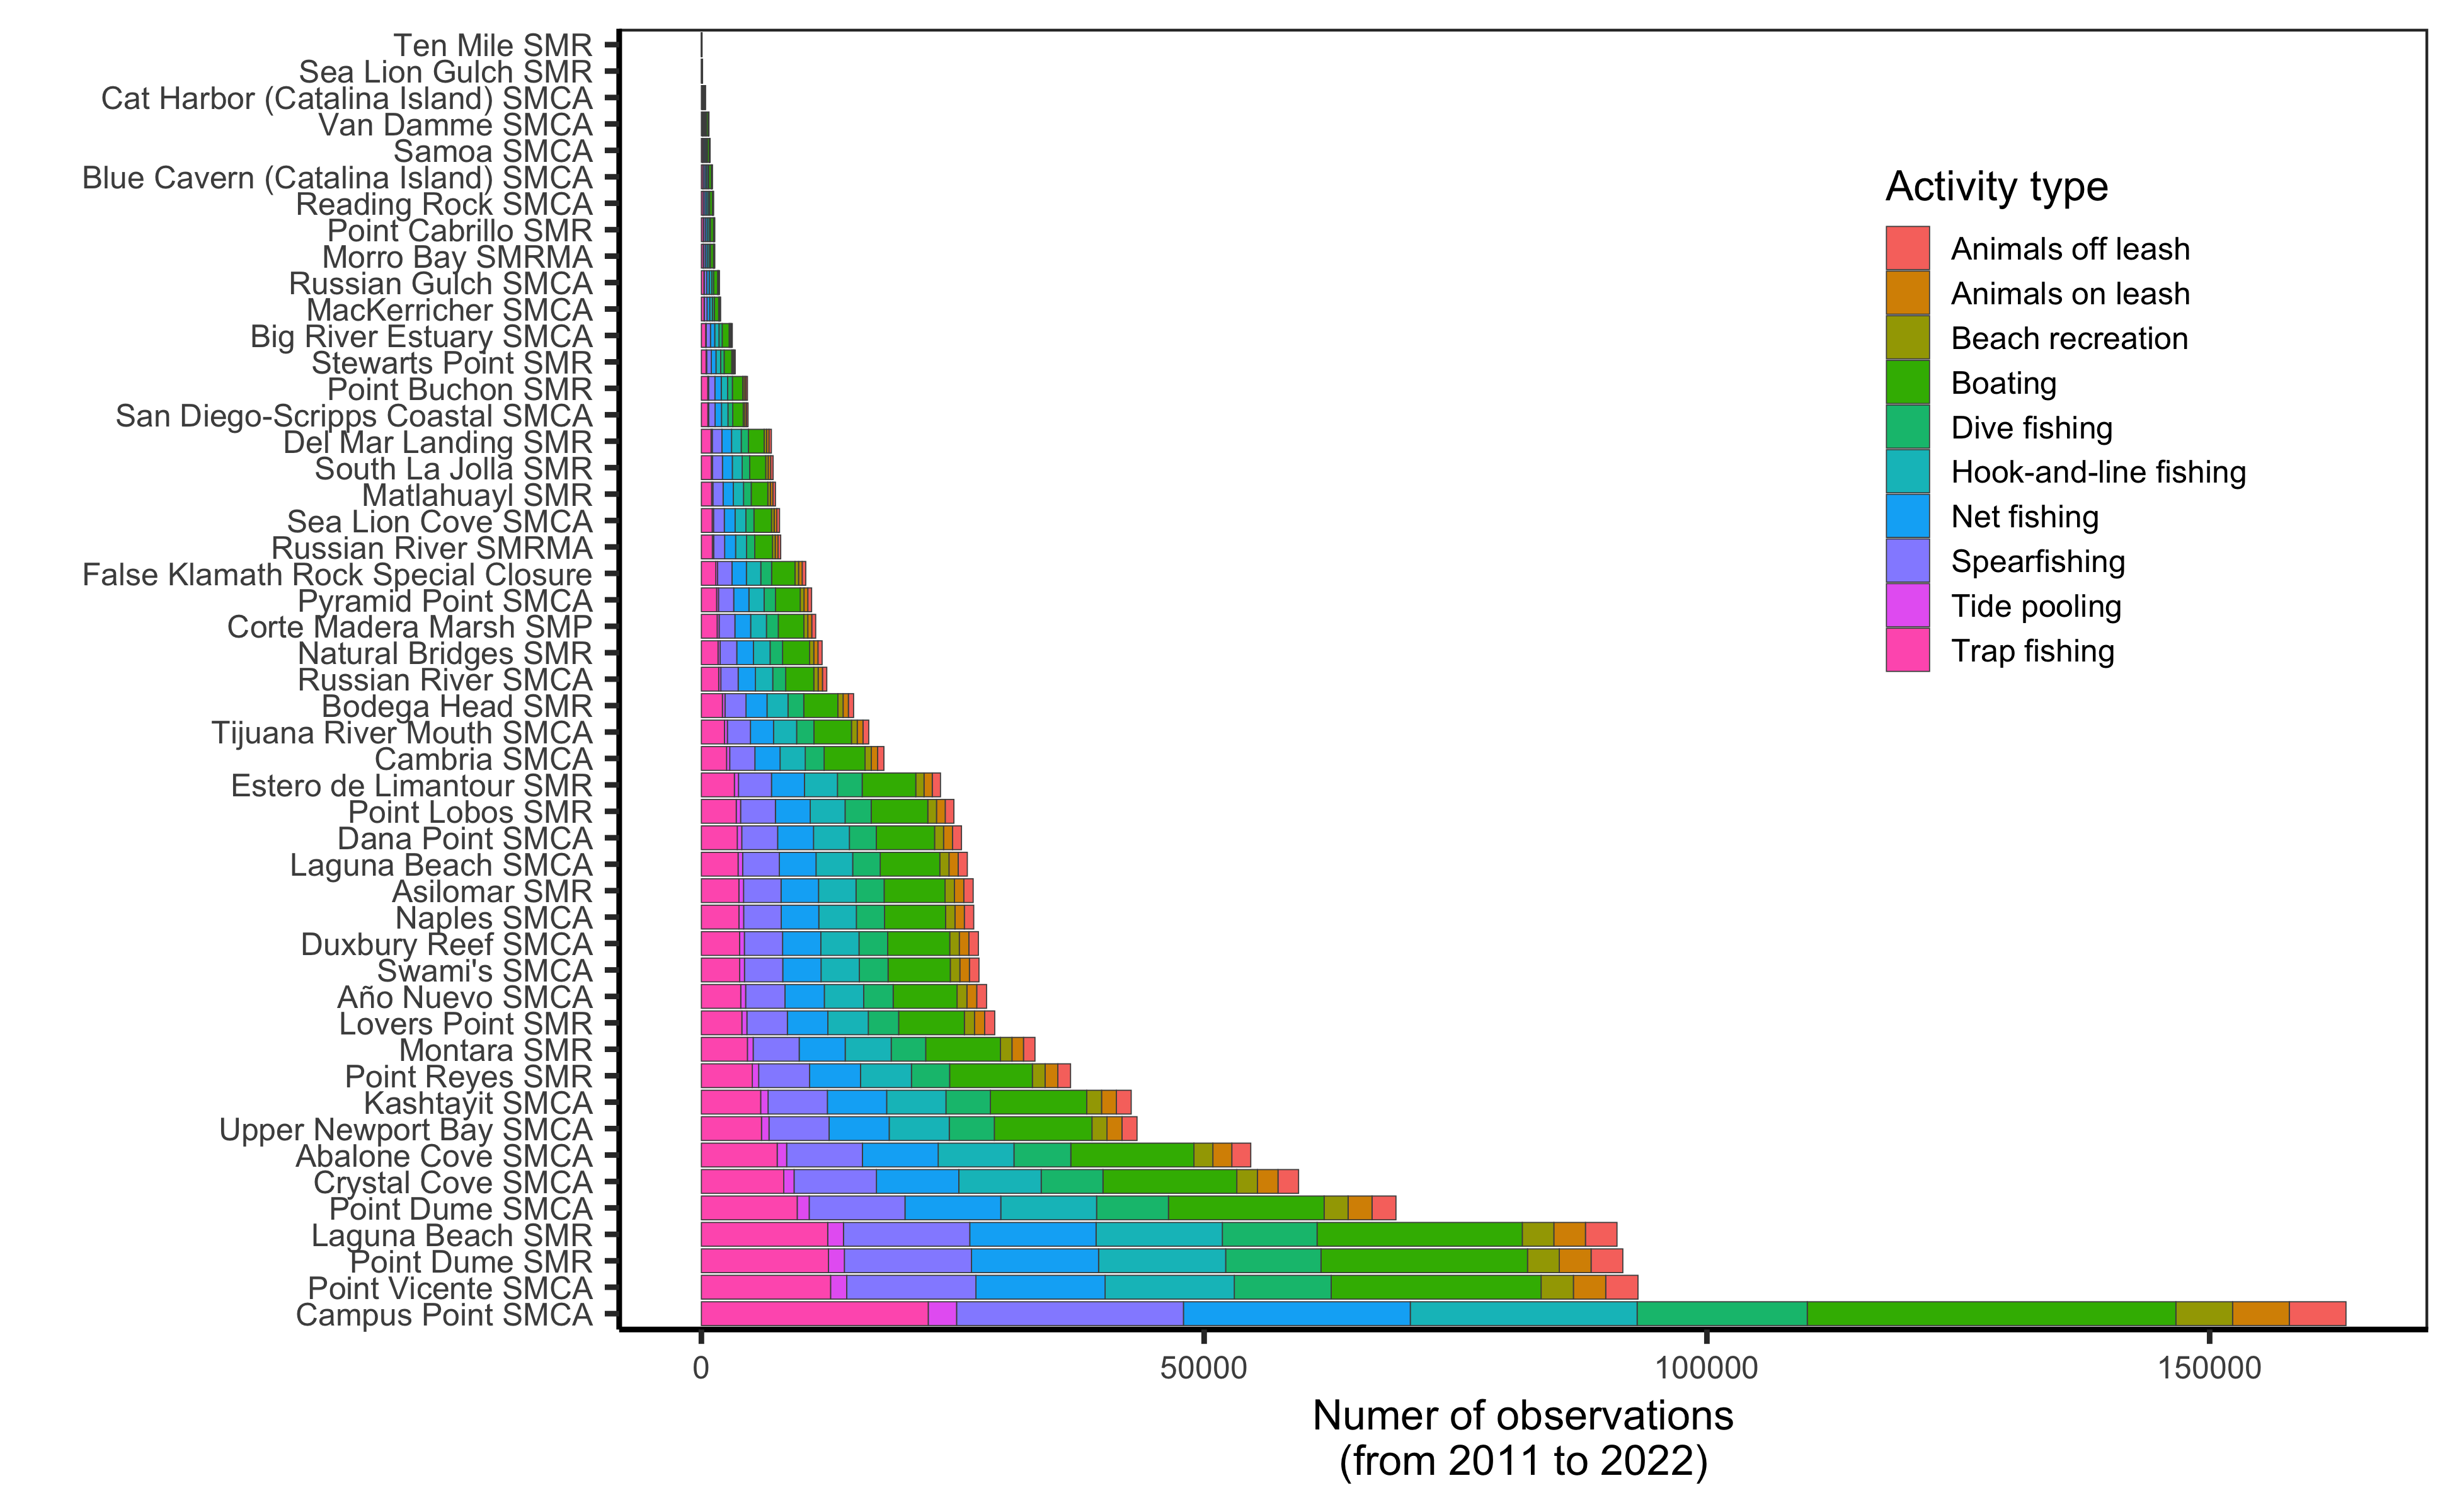 Ten Mile SMR
Sea Lion Gulch SMR
Cat Harbor (Catalina Island) SMCA
Van Damme SMCA
Samoa SMCA
Blue Cavern (Catalina Island) SMCA
Reading Rock SMCA
Point Cabrillo SMR
Morro Bay SMRMA
Russian Gulch SMCA
MacKerricher SMCA
Big River Estuary SMCA
Stewarts Point SMR
Point Buchon SMR
San Diego-Scripps Coastal SMCA
Del Mar Landing SMR
South La Jolla SMR
Matlahuayl SMR
Sea Lion Cove SMCA
Russian River SMRMA
False Klamath Rock Special Closure
Pyramid Point SMCA
Corte Madera Marsh SMP
Natural Bridges SMR
Russian River SMCA
Bodega Head SMR
Tijuana River Mouth SMCA
Cambria SMCA
Estero de Limantour SMR
Point Lobos SMR
Dana Point SMCA
Laguna Beach SMCA
Asilomar SMR
Naples SMCA
Duxbury Reef SMCA
Swami's SMCA
Año Nuevo SMCA
Lovers Point SMR
Montara SMR
Point Reyes SMR
Kashtayit SMCA
Upper Newport Bay SMCA
Abalone Cove SMCA
Crystal Cove SMCA
Point Dume SMCA
Laguna Beach SMR
Point Dume SMR
Point Vicente SMCA
Campus Point SMCA
Activity type
Animals off leash
Animals on leash
Beach recreation
Boating
Dive fishing
Hook-and-line fishing
Net fishing
Spearfishing
Tide pooling
Trap fishing
0 50000 100000 150000
Numer of observations
(from 2011 to 2022)